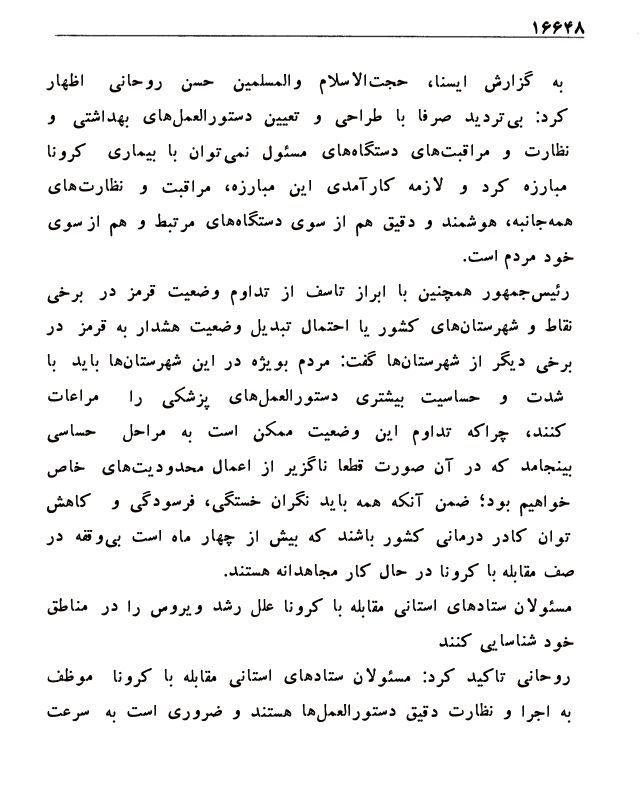 ۱۶۶۴۸
به گزارش ایسنا، حجت‌الاسلام والمسلمین حسن روحانی اظهار
کرد: بی‌تردید صرفا با طراحی و تعیین دستورالعمل‌های بهداشتی و
نظارت و مراقبت‌های دستگاه‌های مسئول نمی‌توان با بیماری کرونا
مبارزه کرد و لازمه کارآمدی این مبارزه، مراقبت و نظارت‌های
همه‌جانبه، هوشمند و دقیق هم از سوی دستگاه‌های مرتبط و هم از سوی
خود مردم است.
رئیس‌جمهور همچنین با ابراز تاسف از تداوم وضعیت قرمز در برخی
نقاط و شهرستان‌های کشور یا احتمال تبدیل وضعیت هشدار به قرمز در
برخی دیگر از شهرستان‌ها گفت: مردم بویژه در این شهرستان‌ها باید با
شدت و حساسیت بیشتری دستورالعمل‌های پزشکی را مراعات
کنند، چراکه تداوم این وضعیت ممکن است به مراحل حساسی
بینجامد که در آن صورت قطعا ناگزیر از اعمال محدودیت‌های خاص
خواهیم بود؛ ضمن آنکه همه باید نگران خستگی، فرسودگی و کاهش
توان کادر درمانی کشور باشند که بیش از چهار ماه است بی‌وقفه در
صف مقابله با کرونا در حال کار مجاهدانه هستند.
مسئولان ستادهای استانی مقابله با کرونا علل رشد ویروس را در مناطق
خود شناسایی کنند
روحانی تاکید کرد: مسئولان ستادهای استانی مقابله با کرونا موظف
به اجرا و نظارت دقیق دستورالعمل‌ها هستند و ضروری است به سرعت